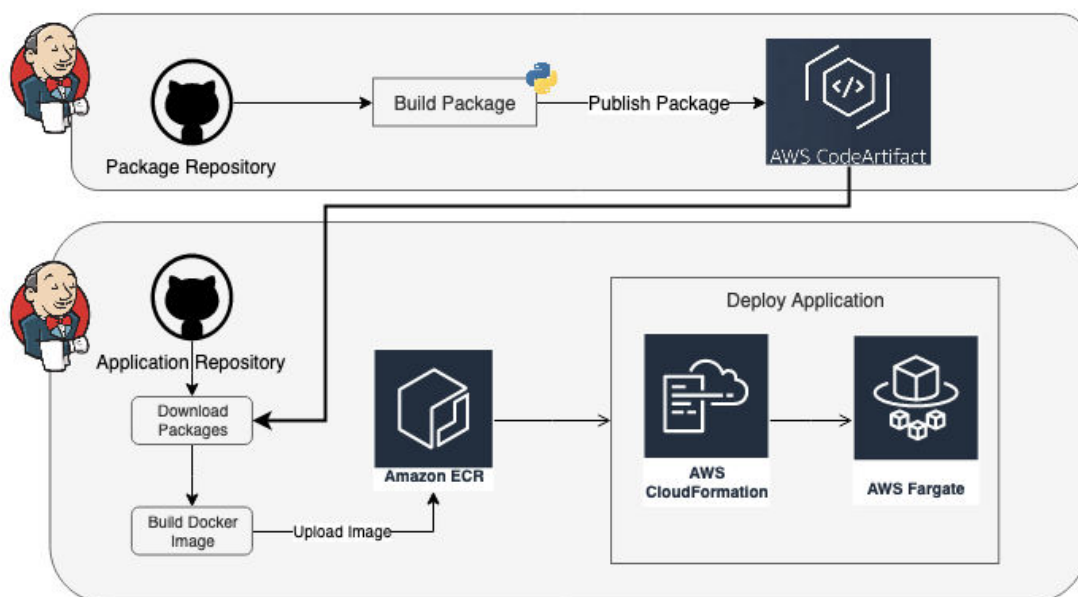 Build Package
Publish Package
</>
AWS CodeArtifact
Package Repository
Application Repository
Download
Packages
Build Docker
Image
Upload Image
Amazon ECR
Deploy Application
AWS
CloudFormation
AWS Fargate